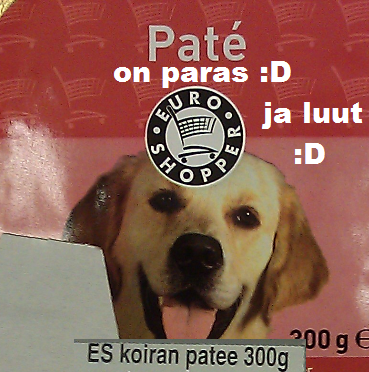 Paté
on paras :D
EURO
SHOPPER
ja luut
:D
300 g €
ES koiran patee 300g